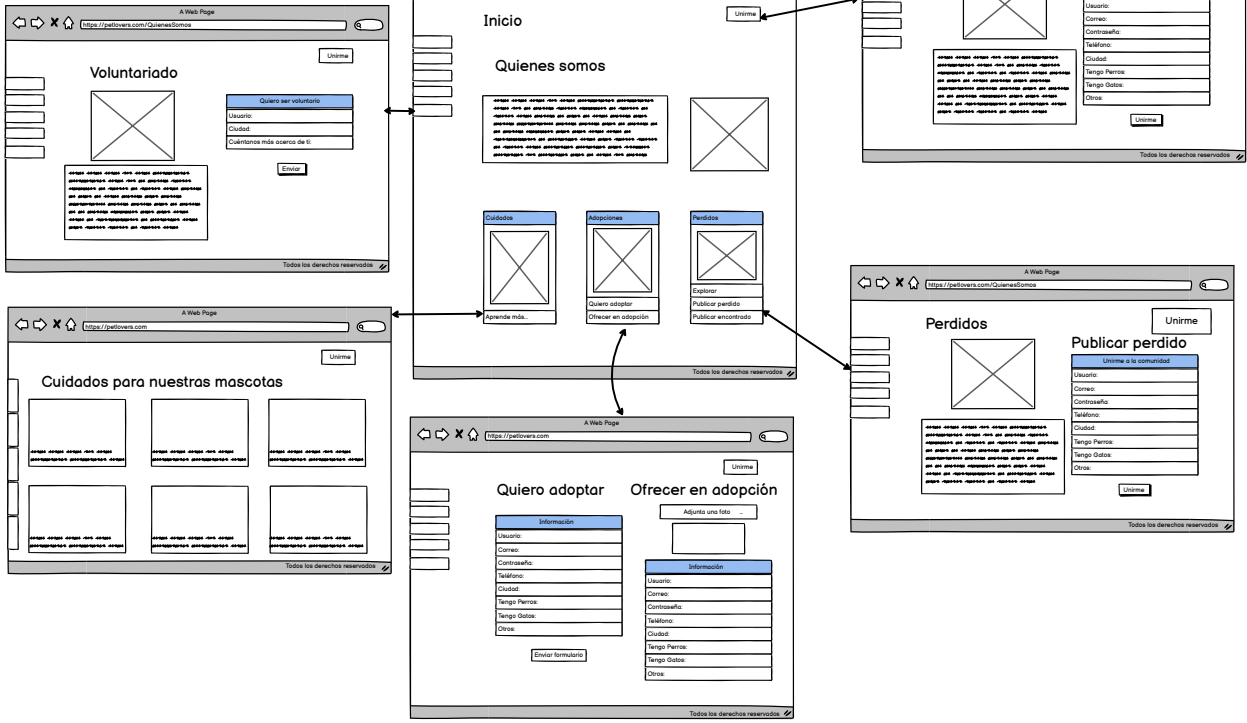 A Web Page
https://petlovers.com/QuienesSomos
Unirme
Voluntariado
Quiero ser voluntario
Usuario:
Ciudad:
Cuéntanos más acerca de ti:
Enviar
Todos los derechos reservados
Inicio
Unirme
Quienes somos
Cuidados
Aprende más...
Adopciones
Quiero adoptar
Ofrecer en adopción
Perdidos
Explorar
Publicar perdido
Publicar encontrado
Todos los derechos reservados
Usuario:
Correo:
Contraseña:
Teléfono:
Ciudad:
Tengo Perros:
Tengo Gatos:
Otros:
Unirme
Todos los derechos reservados
A Web Page
https://petlovers.com
Unirme
Cuidados para nuestras mascotas
Todos los derechos reservados
A Web Page
https://petlovers.com
Unirme
Quiero adoptar
Información
Usuario:
Correo:
Contraseña:
Teléfono:
Ciudad:
Tengo Perros:
Tengo Gatos:
Otros:
Enviar formulario
Ofrecer en adopción
Adjunta una foto ...
Información
Usuario:
Correo:
Contraseña:
Teléfono:
Ciudad:
Tengo Perros:
Tengo Gatos:
Otros:
Todos los derechos reservados
A Web Page
https://petlovers.com/QuienesSomos
Unirme
Perdidos
Publicar perdido
Unirme a la comunidad
Usuario:
Correo:
Contraseña:
Teléfono:
Ciudad:
Tengo Perros:
Tengo Gatos:
Otros:
Unirme
Todos los derechos reservados